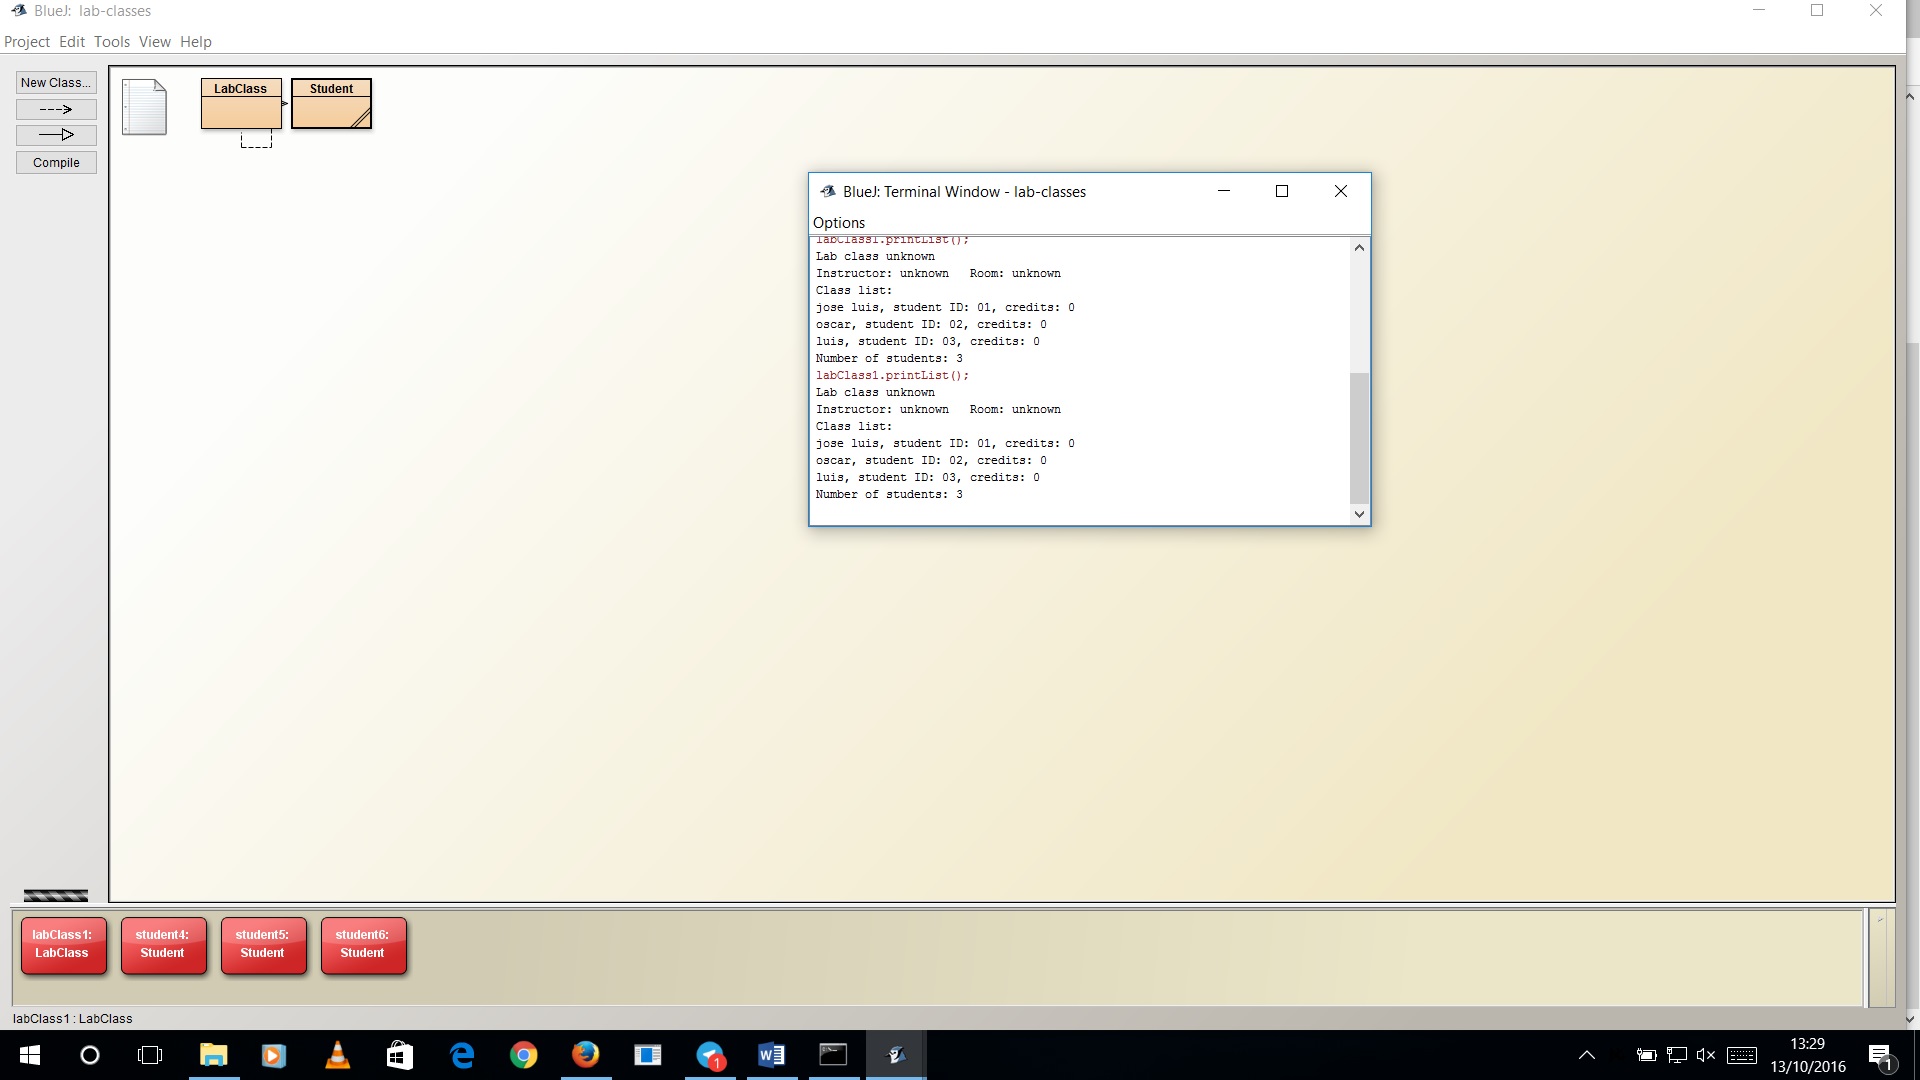 BlueJ: lab-classes
Project Edit Tools View Help
New Class...
Compile
LabClass
Student
BlueJ: Terminal Window - lab-classes
Options
labClass1.printList();
Lab class unknown
Instructor: unknown   Room: unknown
Class list:
jose luis, student ID: 01, credits: 0
oscar, student ID: 02, credits: 0
luis, student ID: 03, credits: 0
Number of students: 3
labClass1.printList();
Lab class unknown
Instructor: unknown   Room: unknown
Class list:
jose luis, student ID: 01, credits: 0
oscar, student ID: 02, credits: 0
luis, student ID: 03, credits: 0
Number of students: 3
labClass1:
LabClass
student4:
Student
student5:
Student
student6:
Student
labClass1 : LabClass
1
13:29
13/10/2016
1